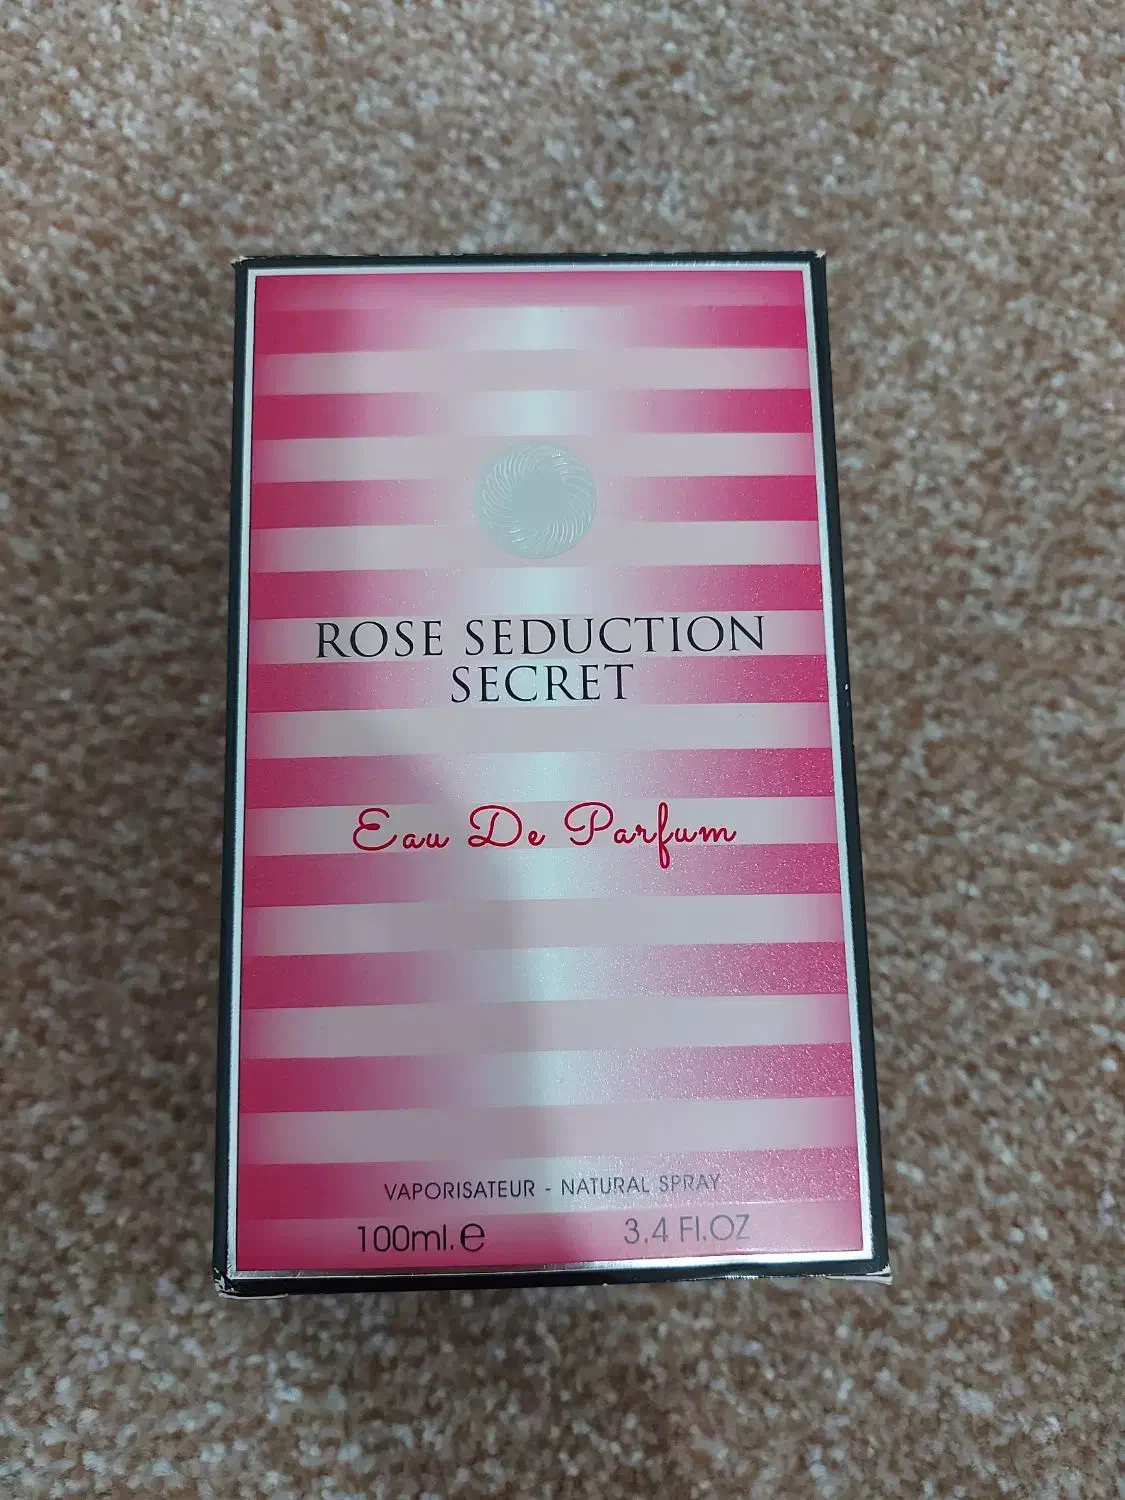 ROSE SEDUCTION
SECRET
Eau De Parfum
VAPORISATEUR - NATURAL SPRAY
100ml.e 3.4 Fl.OZ